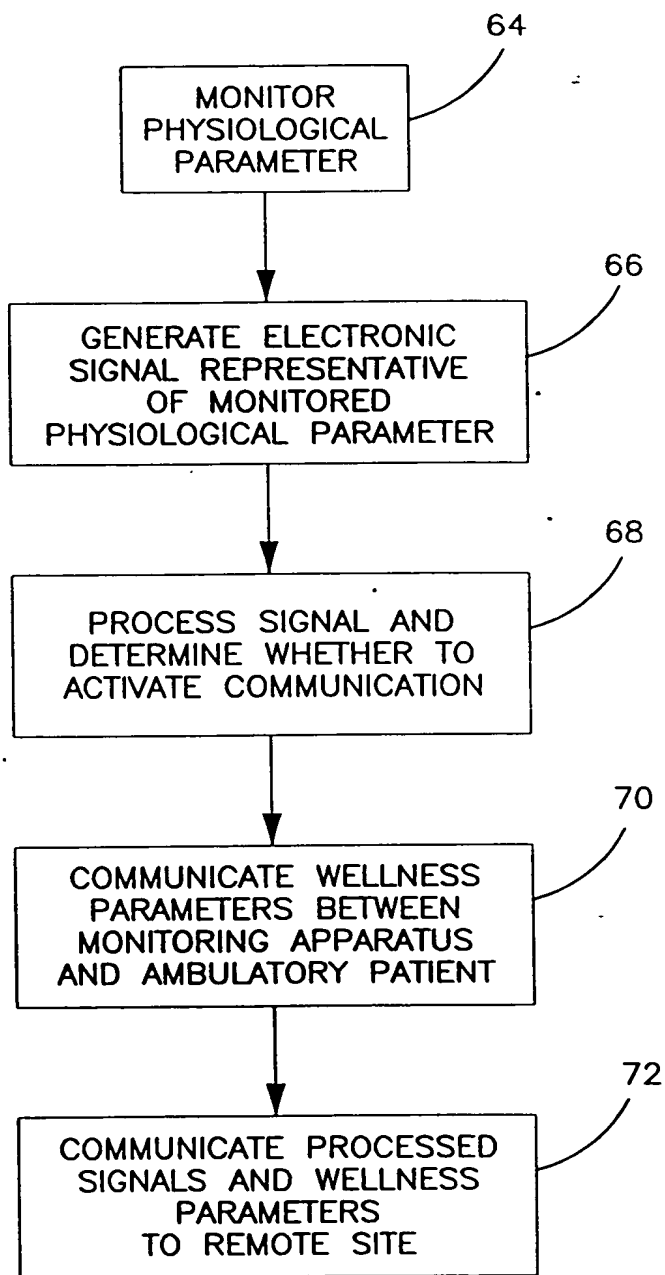 64
MONITOR
PHYSIOLOGICAL
PARAMETER
66
GENERATE ELECTRONIC
SIGNAL REPRESENTATIVE
OF MONITORED
PHYSIOLOGICAL PARAMETER
68
PROCESS SIGNAL AND
DETERMINE WHETHER TO
ACTIVATE COMMUNICATION
70
COMMUNICATE WELLNESS
PARAMETERS BETWEEN
MONITORING APPARATUS
AND AMBULATORY PATIENT
72
COMMUNICATE PROCESSED
SIGNALS AND WELLNESS
PARAMETERS
TO REMOTE SITE